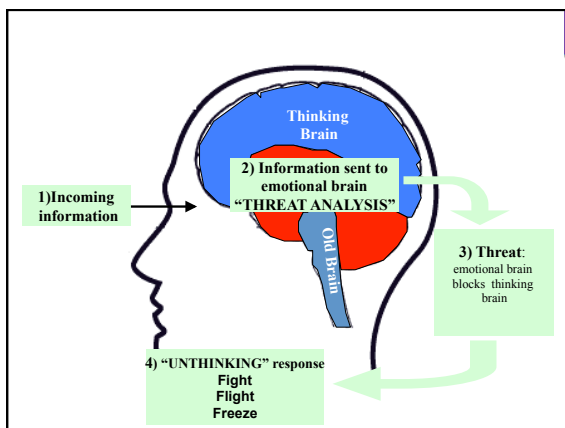 Thinking
Brain
1)Incoming
information
2) Information sent to
emotional brain
“THREAT ANALYSIS”
Old Brain
3) Threat:
emotional brain
blocks thinking
brain
4) “UNTHINKING” response
Fight
Flight
Freeze